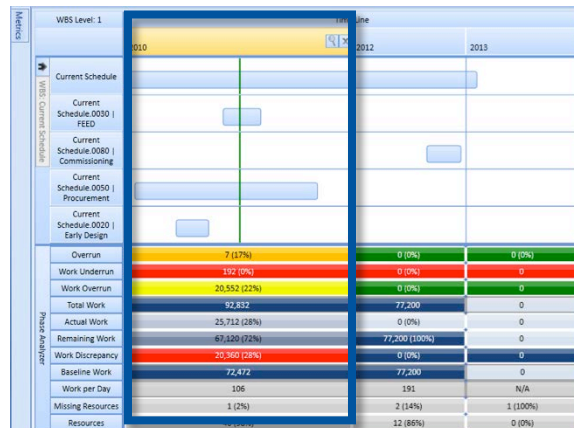 Metrics
WBS Level: 1
2010
2012
2013
WBS: Current Schedule
Current Schedule
Current
Schedule.0030 |
FEED
Current
Schedule.0080 |
Commissioning
Current
Schedule.0050 |
Procurement
Current
Schedule.0020 |
Early Design
Phase Analyzer
Overrun 7 (17%) 0 (0%) 0 (0%)
Work Underrun 192 (0%) 0 (0%) 0
Work Overrun 20,552 (22%) 0 (0%) 0
Total Work 92,832 77,200 0
Actual Work 25,712 (28%) 0 (0%) 0
Remaining Work 67,120 (72%) 77,200 (100%) 0
Work Discrepancy 20,360 (28%) 0 (0%) 0
Baseline Work 72,472 77,200 0
Work per Day 106 191 N/A
Missing Resources 1 (2%) 2 (14%) 1 (100%)
Resources 12 (86%) 0 (0%)